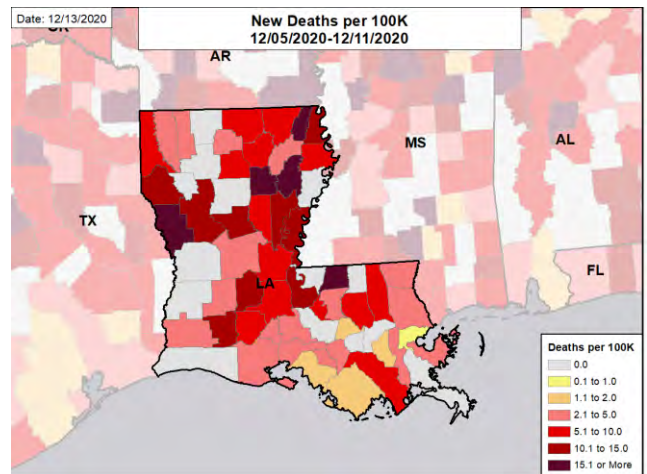 Date: 12/13/2020
New Deaths per 100K
12/05/2020-12/11/2020
AR
MS
AL
TX
LA
FL
Deaths per 100K
0.0
0.1 to 1.0
1.1 to 2.0
2.1 to 5.0
5.1 to 10.0
10.1 to 15.0
15.1 or More